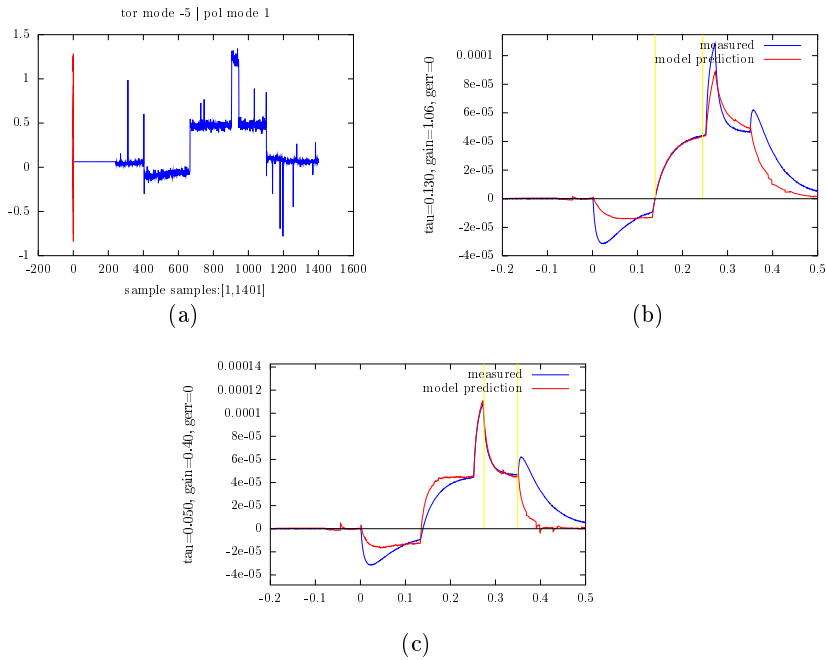 tor mode -5 | pol mode 1
1.5
1
0.5
0
-0.5
-1
-200 0 200 400 600 800 1000 1200 1400 1600
sample samples:[1,1401]
(a)
tau=0.130, gain=1.06, gerr=0
measured
model prediction
0.0001
8e-05
6e-05
4e-05
2e-05
0
-2e-05
-4e-05
-0.2 -0.1 0 0.1 0.2 0.3 0.4 0.5
(b)
tau=0.050, gain=0.40, gerr=0
measured
model prediction
0.00014
0.00012
0.0001
8e-05
6e-05
4e-05
2e-05
0
-2e-05
-4e-05
-0.2 -0.1 0 0.1 0.2 0.3 0.4 0.5
(c)